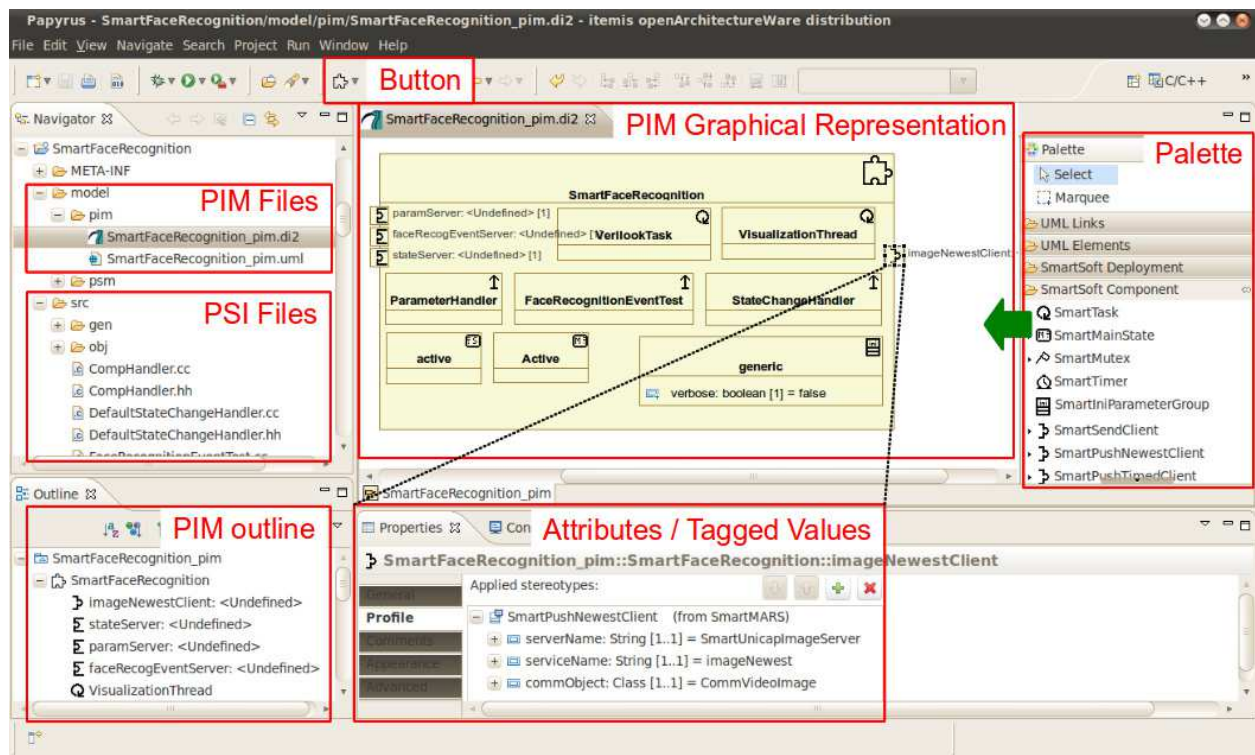 Papyrus - SmartFaceRecognition/model/pim/SmartFaceRecognition_pim.di2 - itemis openArchitectureWare distribution
File Edit View Navigate Search Project Run Window Help
Button
C/C++ »
Navigator
SmartFaceRecognition
META-INF
model
PIM Files
pim
SmartFaceRecognition_pim.di2
SmartFaceRecognition_pim.uml
psm
src
PSI Files
gen
obj
CompHandler.cc
CompHandler.hh
DefaultStateChangeHandler.cc
DefaultStateChangeHandler.hh
FaceRecognitionEventTest.cc
SmartFaceRecognition_pim.di2
PIM Graphical Representation
SmartFaceRecognition
paramServer: <Undefined> [1]
faceRecogEventServer: <Undefined> [
stateServer: <Undefined> [1]
VerilookTask
VisualizationThread
imageNewestClient:
ParameterHandler
FaceRecognitionEventTest
StateChangeHandler
active
Active
generic
verbose: boolean [1] = false
SmartFaceRecognition_pim
Palette
Palette
Select
Marquee
UML Links
UML Elements
SmartSoft Deployment
SmartSoft Component
SmartTask
SmartMainState
SmartMutex
SmartTimer
SmartIniParameterGroup
SmartSendClient
SmartPushNewestClient
SmartPushTimedClient
Outline
PIM outline
SmartFaceRecognition_pim
SmartFaceRecognition
imageNewestClient: <Undefined>
stateServer: <Undefined>
paramServer: <Undefined>
faceRecogEventServer: <Undefined>
VisualizationThread
Properties
Con
Attributes / Tagged Values
SmartFaceRecognition_pim::SmartFaceRecognition::imageNewestClient
General
Profile
Comments
Appearance
Advanced
Applied stereotypes:
SmartPushNewestClient (from SmartMARS)
serverName: String [1..1] = SmartUnicapImageServer
serviceName: String [1..1] = imageNewest
commObject: Class [1..1] = CommVideoImage